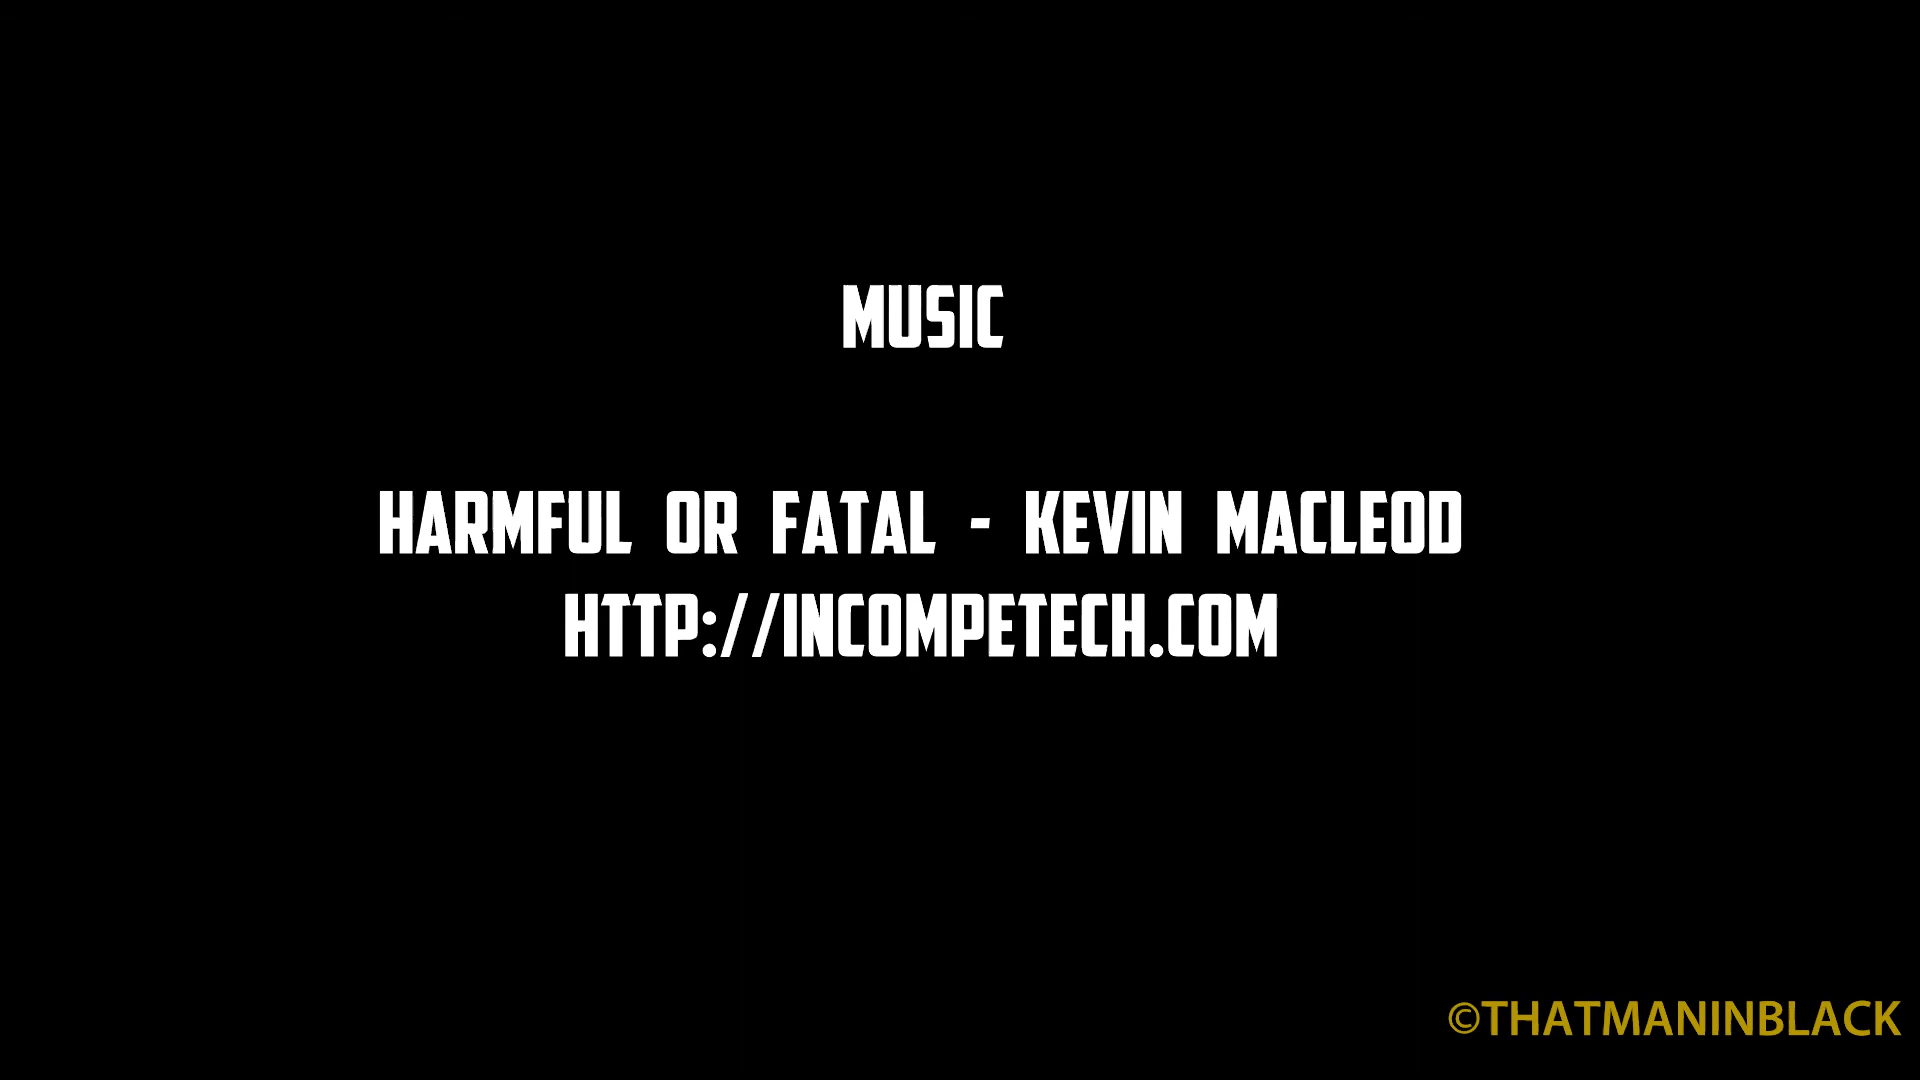 MUSIC
HARMFUL OR FATAL - KEVIN MACLEOD
HTTP://INCOMPETECH.COM
©THATMANINBLACK